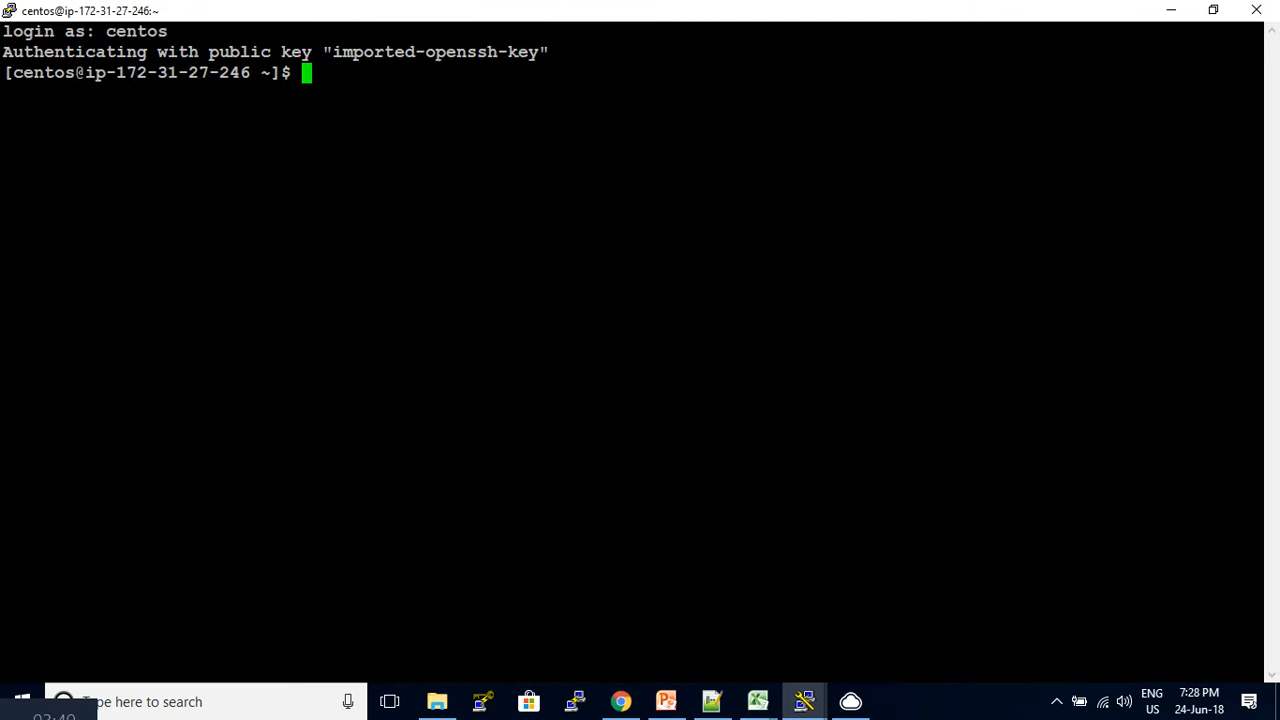 centos@ip-172-31-27-246:~
login as: centos
Authenticating with public key "imported-openssh-key"
[centos@ip-172-31-27-246 ~]$
ype here to search
ENG
US
7:28 PM
24-Jun-18